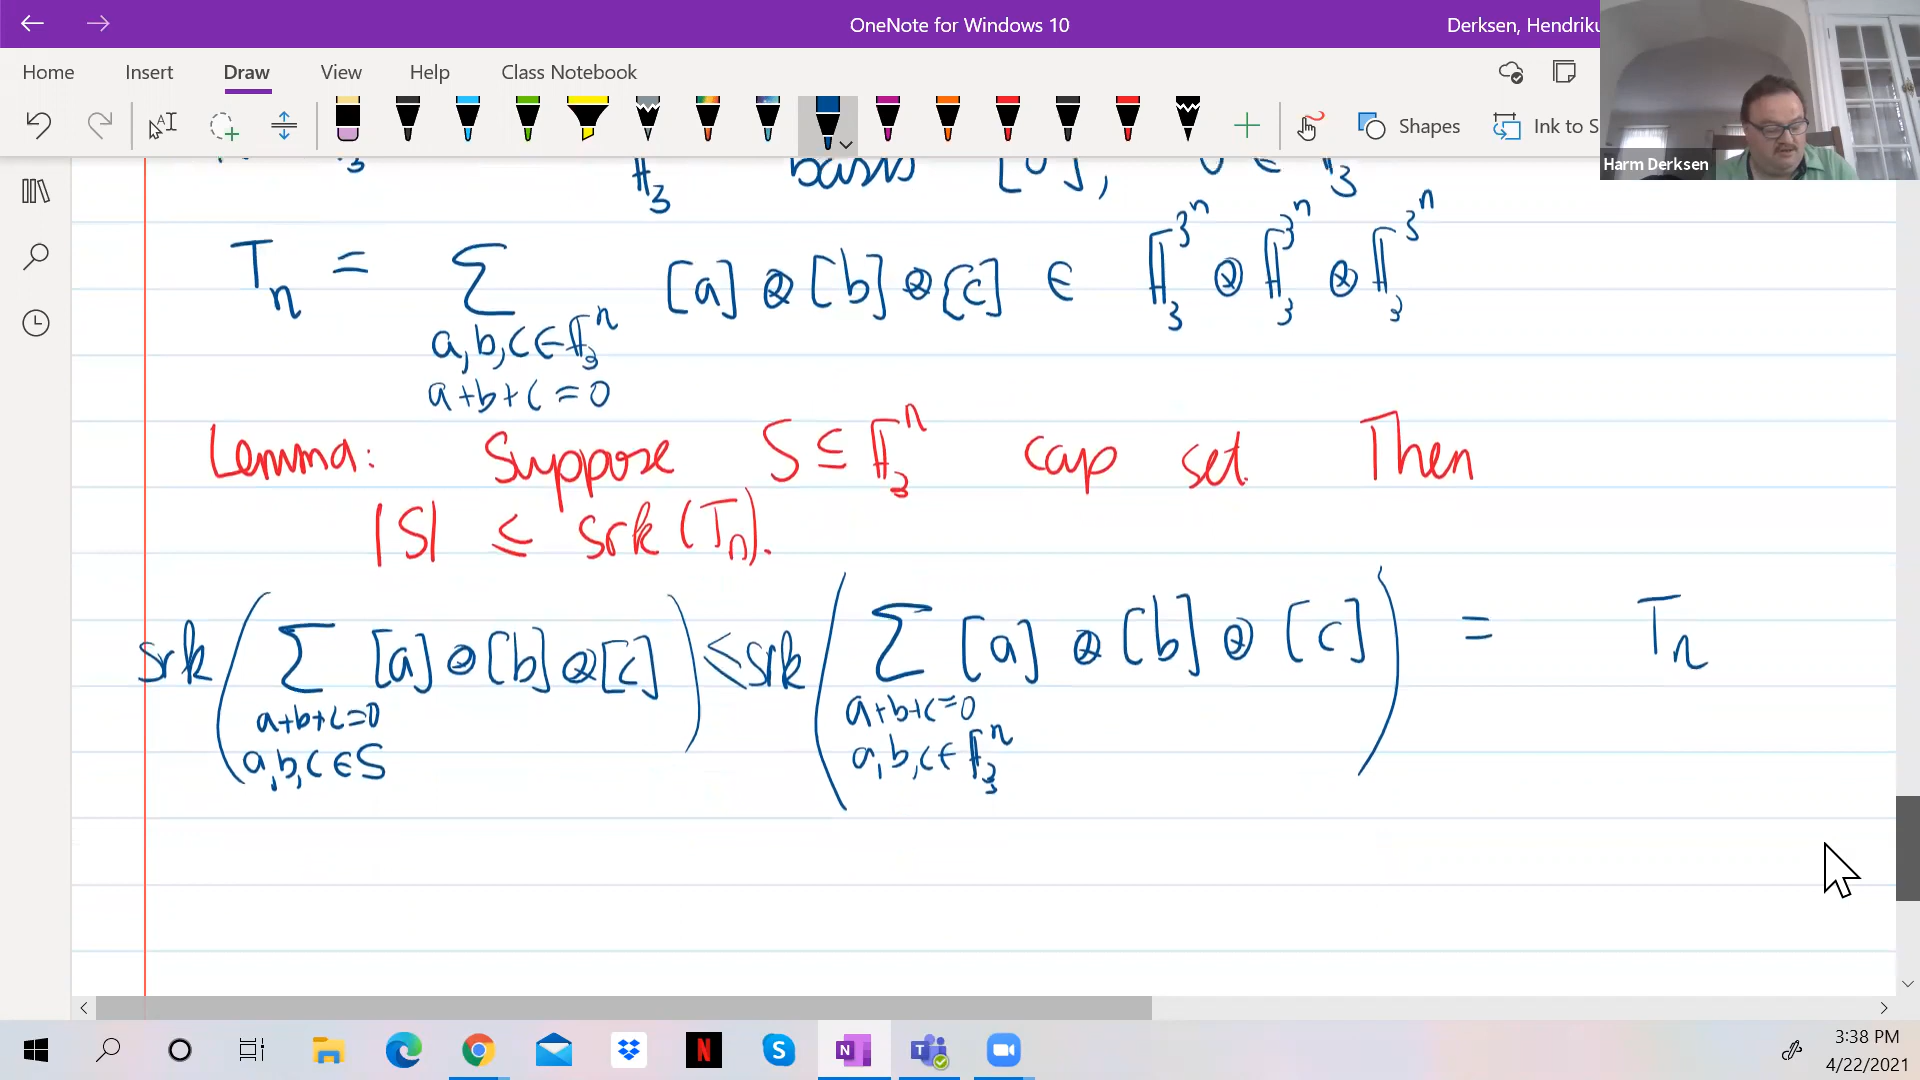 OneNote for Windows 10
Derksen, Hendriku
Home Insert Draw View Help Class Notebook
Shapes
Ink to S
Harm Derksen
basis
T_n = ∑ [a] ⊗ [b] ⊗ [c] ∈ 𝔽_3^{3^n} ⊗ 𝔽_3^{3^n} ⊗ 𝔽_3^{3^n}
a, b, c ∈ 𝔽_3^n
a + b + c = 0
Lemma: Suppose S ⊆ 𝔽_3^n cap set. Then
|S| ≤ srk (T_n).
srk ( ∑ [a] ⊗ [b] ⊗ [c] ) ≤ srk ( ∑ [a] ⊗ [b] ⊗ [c] ) = T_n
a+b+c=0 a+b+c=0
a, b, c ∈ S a, b, c ∈ 𝔽_3^n
3:38 PM
4/22/2021